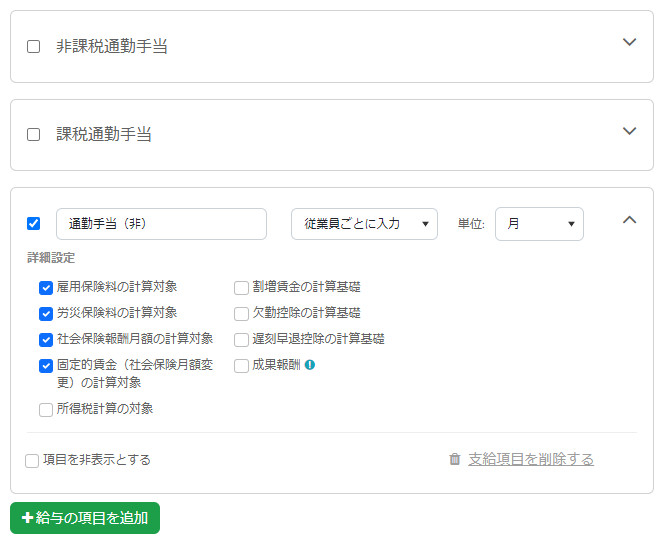 非課税通勤手当
課税通勤手当
通勤手当（非） 従業員ごとに入力 単位: 月
詳細設定
雇用保険料の計算対象 割増賃金の計算基礎
労災保険料の計算対象 欠勤控除の計算基礎
社会保険報酬月額の計算対象 遅刻早退控除の計算基礎
固定的賃金（社会保険月額変 成果報酬
更）の計算対象
所得税計算の対象
項目を非表示とする 支給項目を削除する
+給与の項目を追加